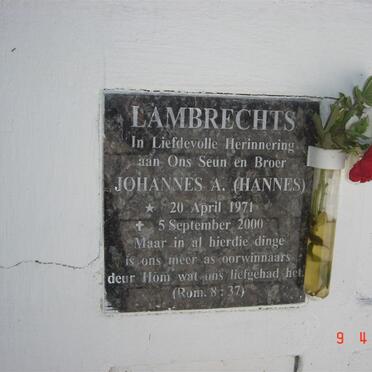 LAMBRECHTS
In Liefdevolle Herinnering
aan Ons Seun en Broer
JOHANNES A. (HANNES)
★ 20 April 1971
✝ 5 September 2000
Maar in al hierdie dinge
is ons meer as oorwinnaars
deur Hom wat ons liefgehad het.
(Rom. 8 : 37)
9 4